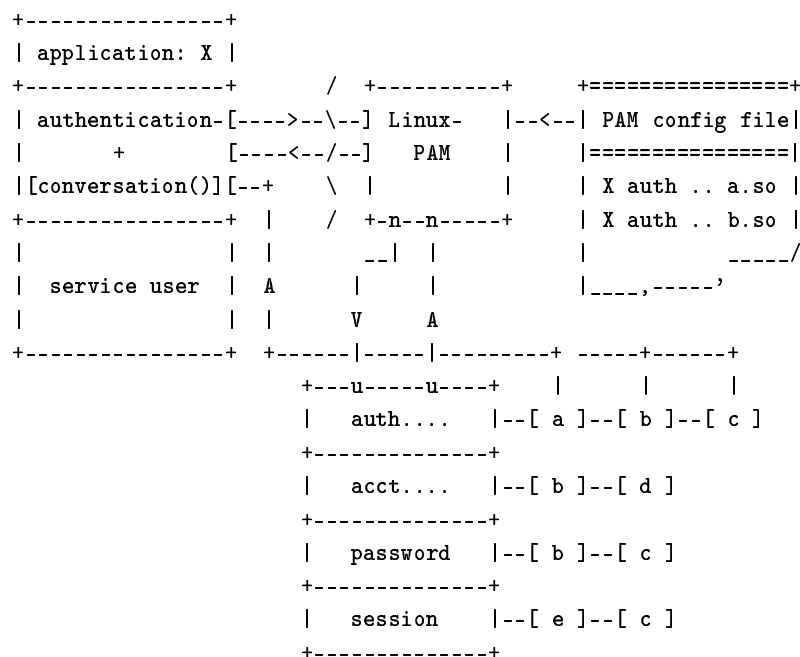 +----------------+
| application: X |
+----------------+       /  +----------+      +================+
| authentication-[---->--\--] Linux-   |--<--| PAM config file|
|       +        [----<--/--]   PAM    |      |================|
|[conversation()][--+    \  |          |      | X auth .. a.so |
+----------------+  |    /  +-n--n-----+      | X auth .. b.so |
|                |  |       __|  |            |           _____/
|  service user  |  A      |     |            |____,-----'
|                |  |      V     A
+----------------+  +------|-----|---------+ -----+------+
                       +---u-----u----+    |      |      |
                       |   auth....   |--[ a ]--[ b ]--[ c ]
                       +--------------+
                       |   acct....   |--[ b ]--[ d ]
                       +--------------+
                       |   password   |--[ b ]--[ c ]
                       +--------------+
                       |   session    |--[ e ]--[ c ]
                       +--------------+